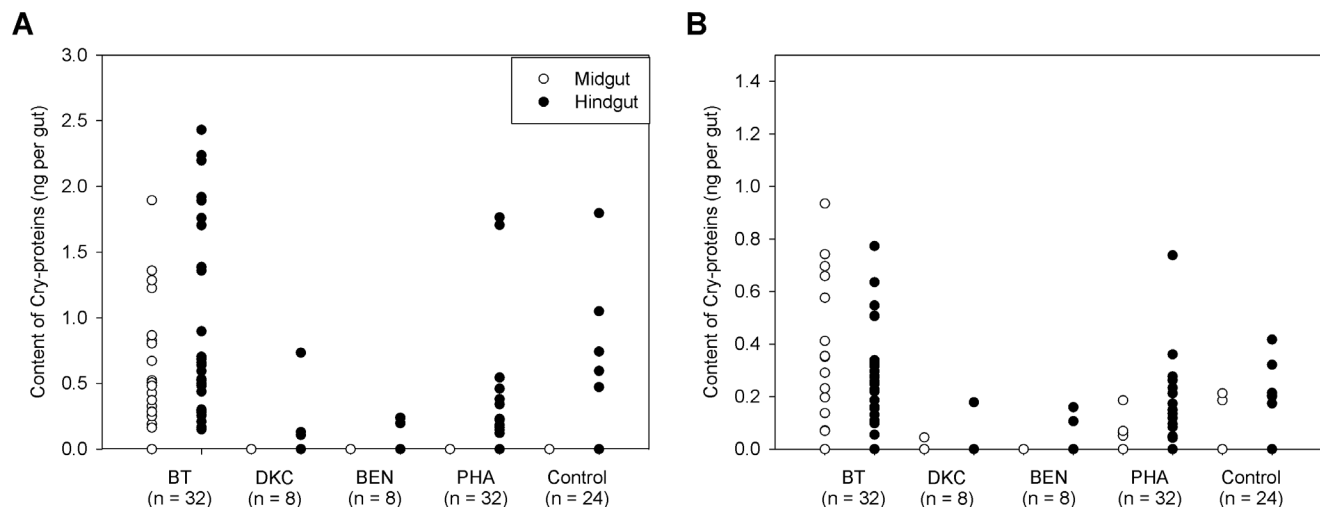 A
Content of Cry-proteins (ng per gut)
3.0
2.5
2.0
1.5
1.0
0.5
0.0
Midgut
Hindgut
BT DKC BEN PHA Control
(n = 32) (n = 8) (n = 8) (n = 32) (n = 24)
B
Content of Cry-proteins (ng per gut)
1.4
1.2
1.0
0.8
0.6
0.4
0.2
0.0
BT DKC BEN PHA Control
(n = 32) (n = 8) (n = 8) (n = 32) (n = 24)